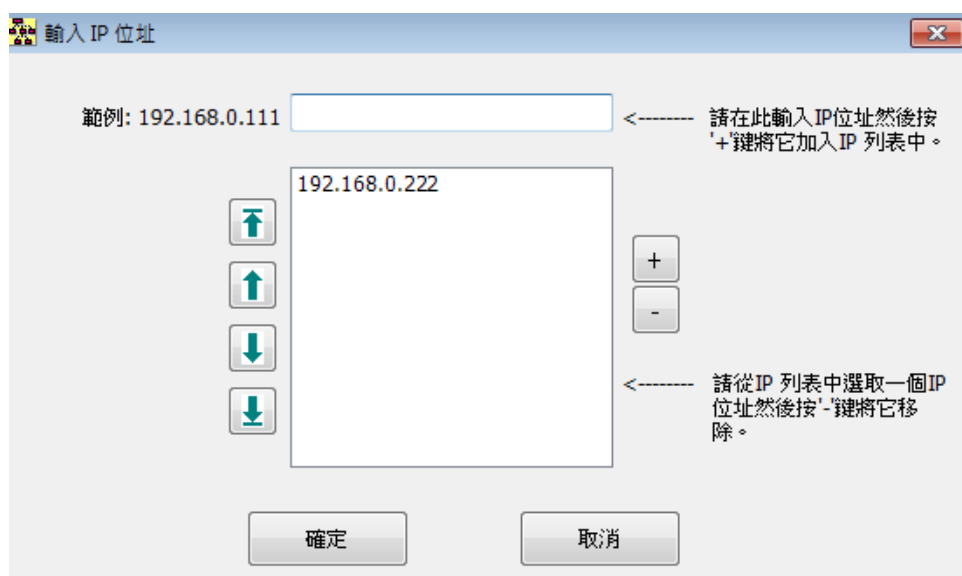 輸入 IP 位址
範例: 192.168.0.111
<-------- 請在此輸入IP位址然後按
'+'鍵將它加入IP 列表中。
192.168.0.222
+
-
<-------- 請從IP 列表中選取一個IP
位址然後按'-'鍵將它移
除。
確定
取消